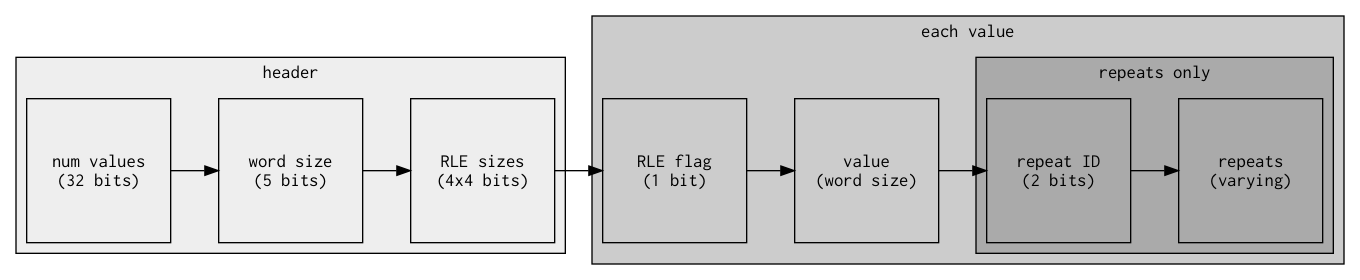 header
num values
(32 bits)
word size
(5 bits)
RLE sizes
(4x4 bits)
each value
RLE flag
(1 bit)
value
(word size)
repeats only
repeat ID
(2 bits)
repeats
(varying)